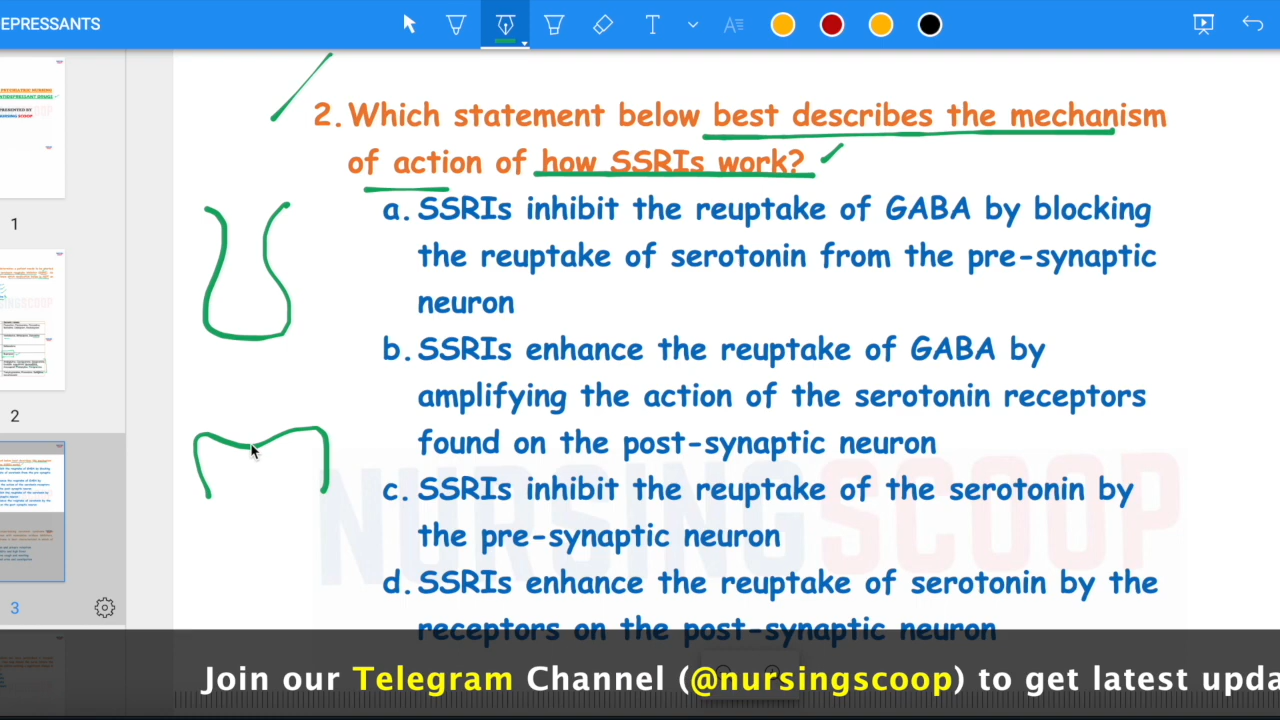 EPRESSANTS
2. Which statement below best describes the mechanism
of action of how SSRIs work?
a. SSRIs inhibit the reuptake of GABA by blocking
the reuptake of serotonin from the pre-synaptic
neuron
b. SSRIs enhance the reuptake of GABA by
amplifying the action of the serotonin receptors
found on the post-synaptic neuron
c. SSRIs inhibit the reuptake of the serotonin by
the pre-synaptic neuron
d. SSRIs enhance the reuptake of serotonin by the
receptors on the post-synaptic neuron
NURSINGSCOOP
1
2
3
Join our Telegram Channel (@nursingscoop) to get latest upda